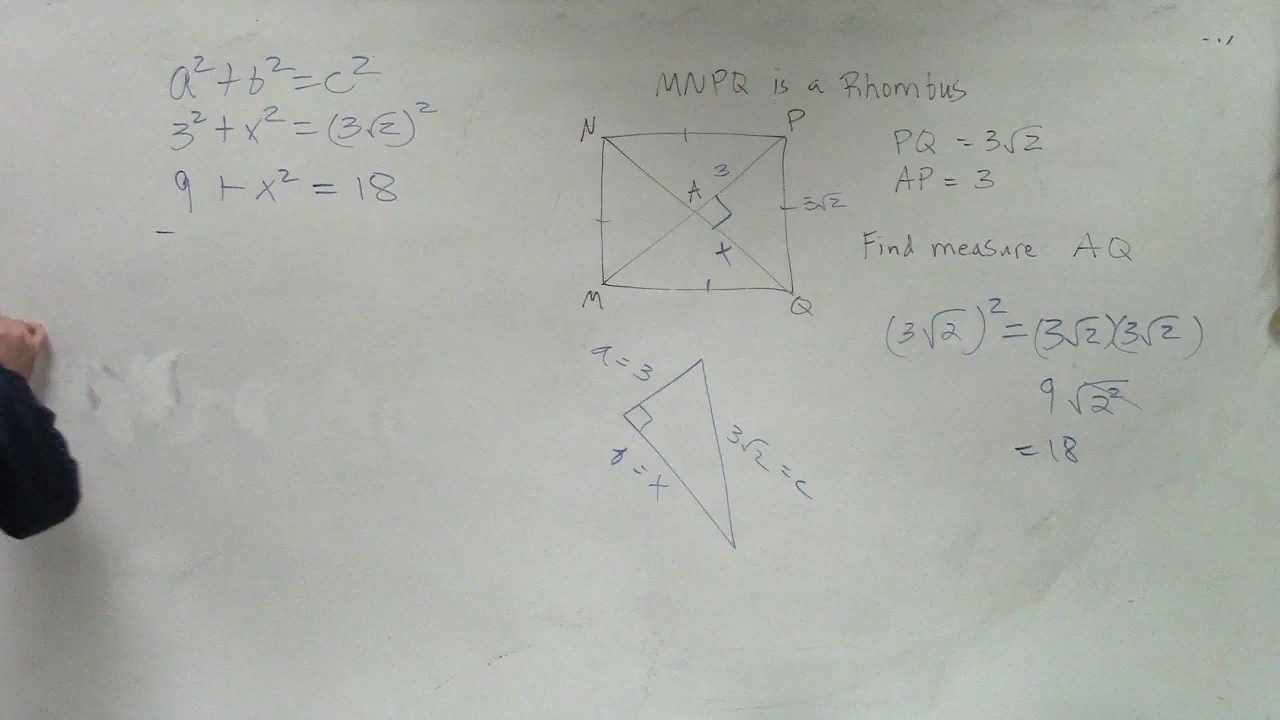 a² + b² = c²
3² + x² = (3√2)²
9 + x² = 18
-
MNPQ is a Rhombus
N
P
PQ = 3√2
AP = 3
3
A
3√2
x
Find measure AQ
M
Q
(3√2)² = (3√2)(3√2)
9√2²
= 18
a = 3
3√2 = c
b = x